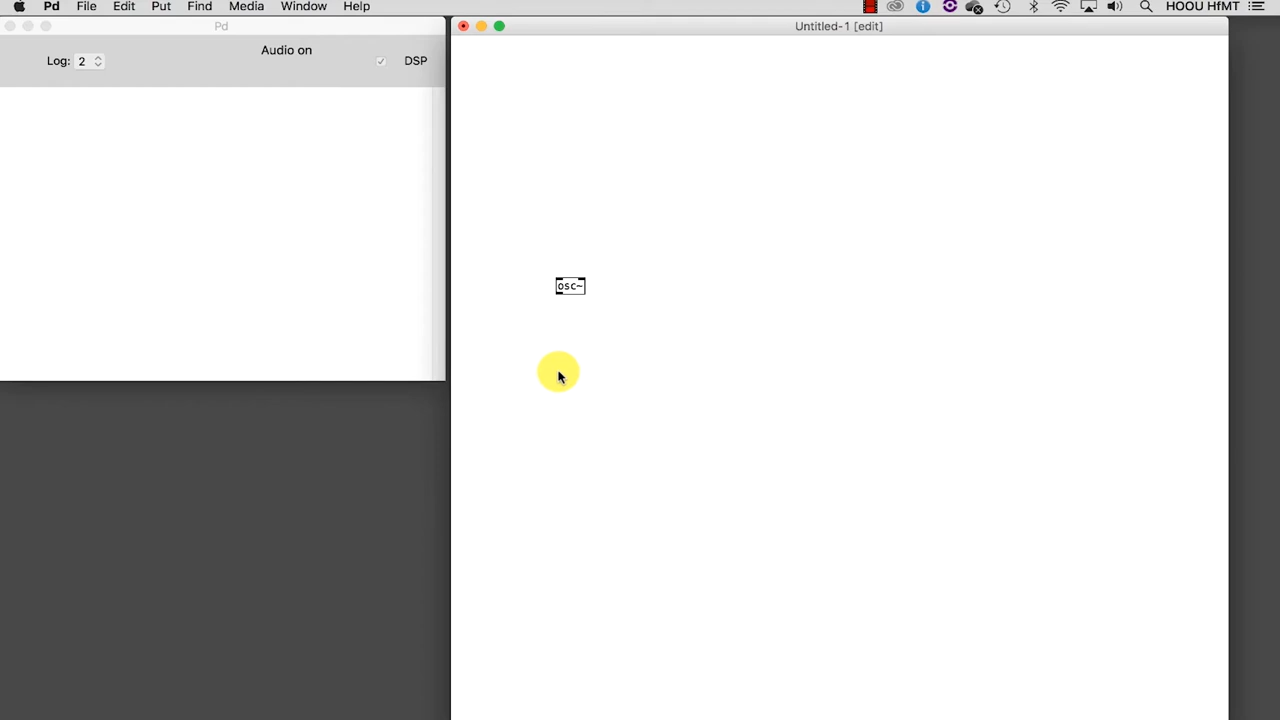 Pd File Edit Put Find Media Window Help HOOU HfMT
Pd
Audio on
Log: 2 DSP
Untitled-1 [edit]
osc~